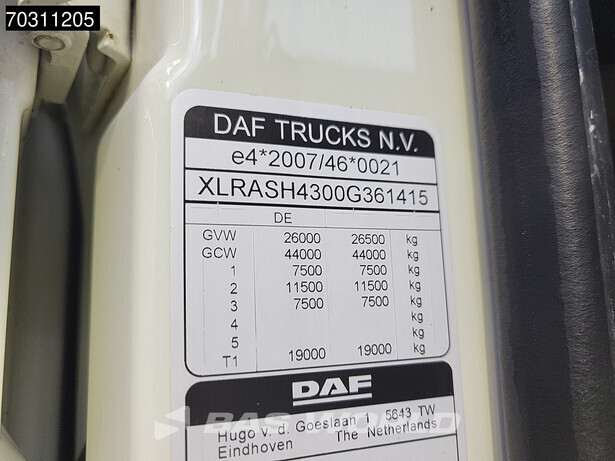 70311205
DAF TRUCKS N.V.
e4*2007/46*0021
XLRASH4300G361415
DE
GVW 26000 26500 kg
GCW 44000 44000 kg
1 7500 7500 kg
2 11500 11500 kg
3 7500 7500 kg
4 kg
5 kg
T1 19000 19000 kg
DAF
BAS WORLD
Hugo v. d. Goeslaan 1 5643 TW
Eindhoven The Netherlands